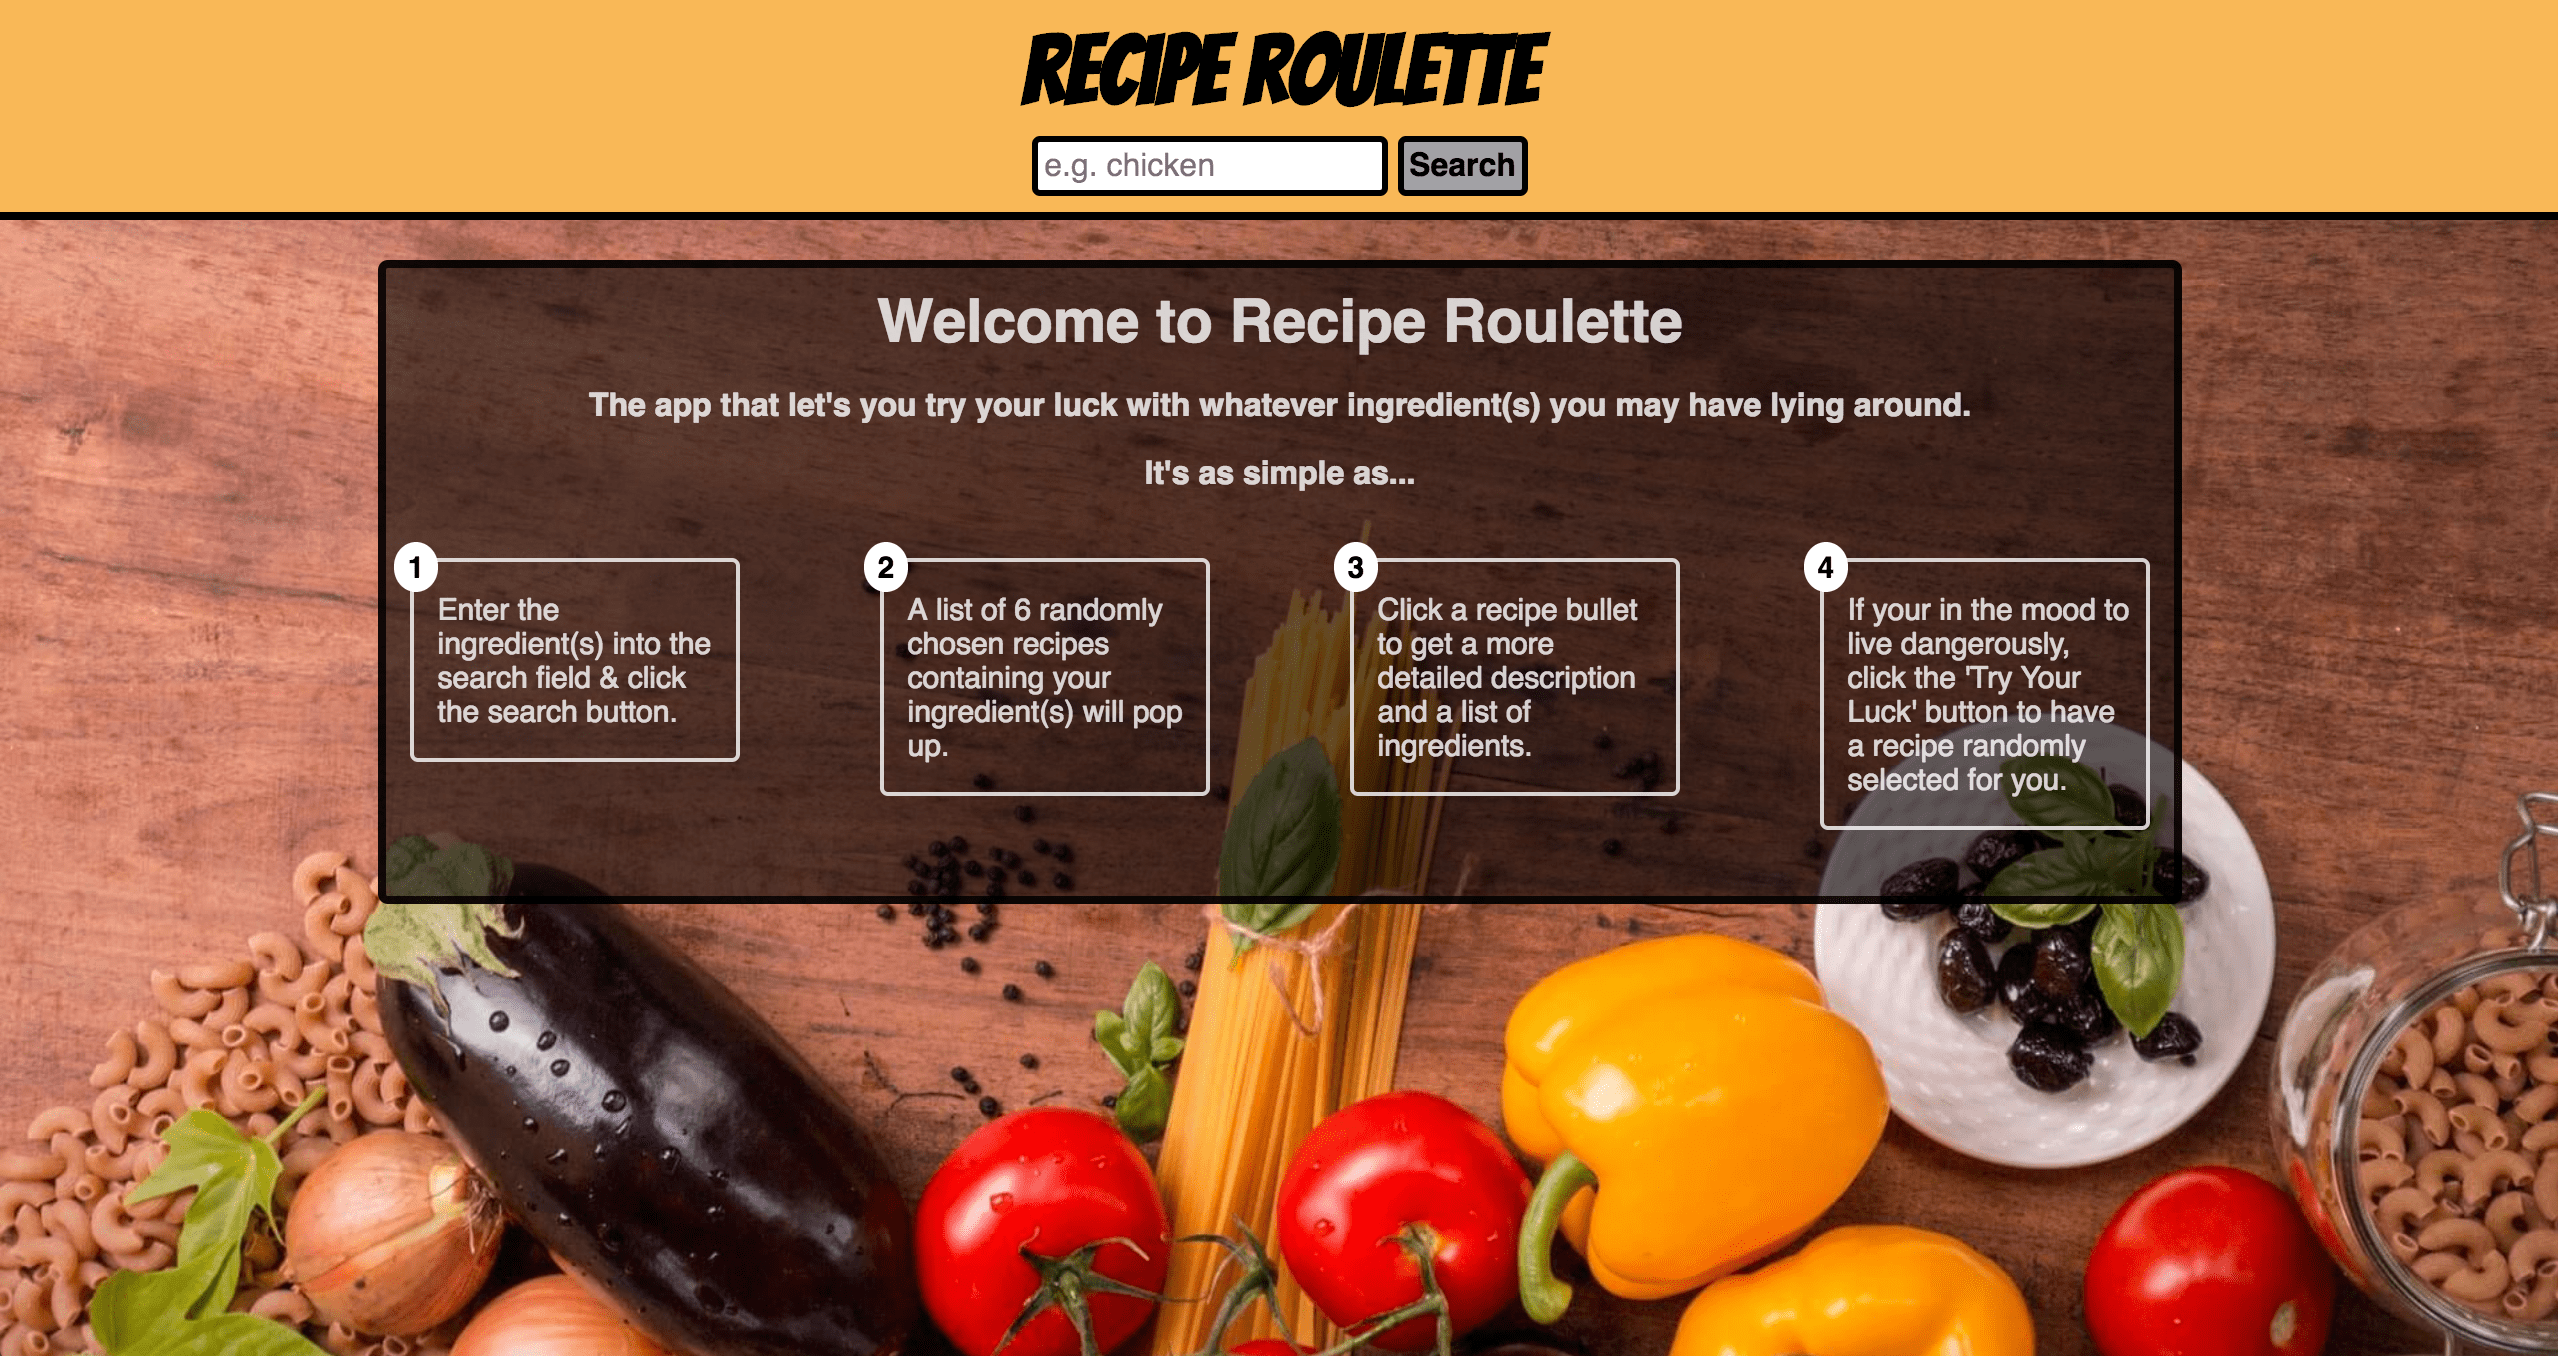 RECIPE ROULETTE
e.g. chicken
Search
Welcome to Recipe Roulette
The app that let's you try your luck with whatever ingredient(s) you may have lying around.
It's as simple as...
1
Enter the
ingredient(s) into the
search field & click
the search button.
2
A list of 6 randomly
chosen recipes
containing your
ingredient(s) will pop
up.
3
Click a recipe bullet
to get a more
detailed description
and a list of
ingredients.
4
If your in the mood to
live dangerously,
click the 'Try Your
Luck' button to have
a recipe randomly
selected for you.